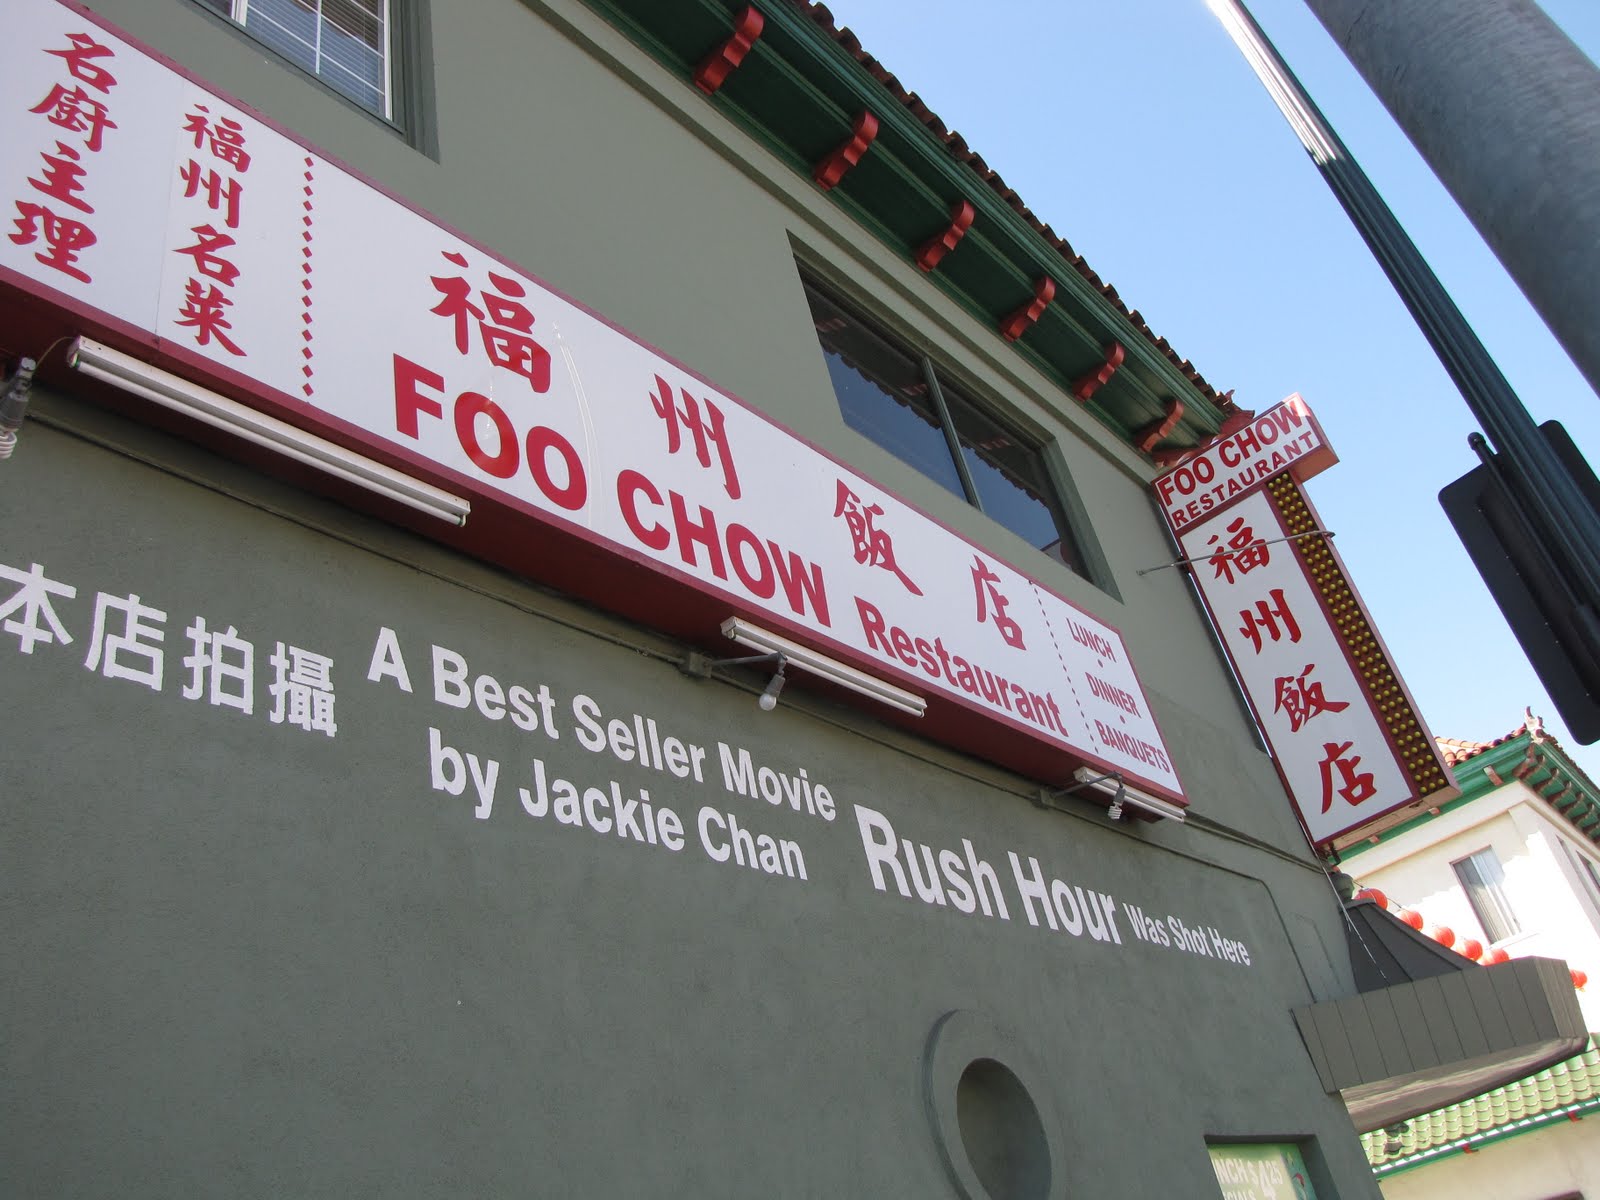 名廚主理
福州名菜
福州飯店
FOO CHOW Restaurant
LUNCH
DINNER
BANQUETS
FOO CHOW
RESTAURANT
福州飯店
本店拍攝
A Best Seller Movie
by Jackie Chan
Rush Hour Was Shot Here
$4.25